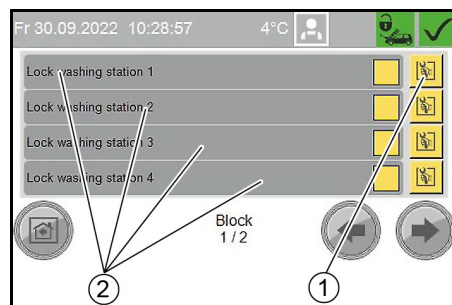 Fr 30.09.2022 10:28:57 4°C
Lock washing station 1
Lock washing station 2
Lock washing station 3
Lock washing station 4
Block
1 / 2
2
1